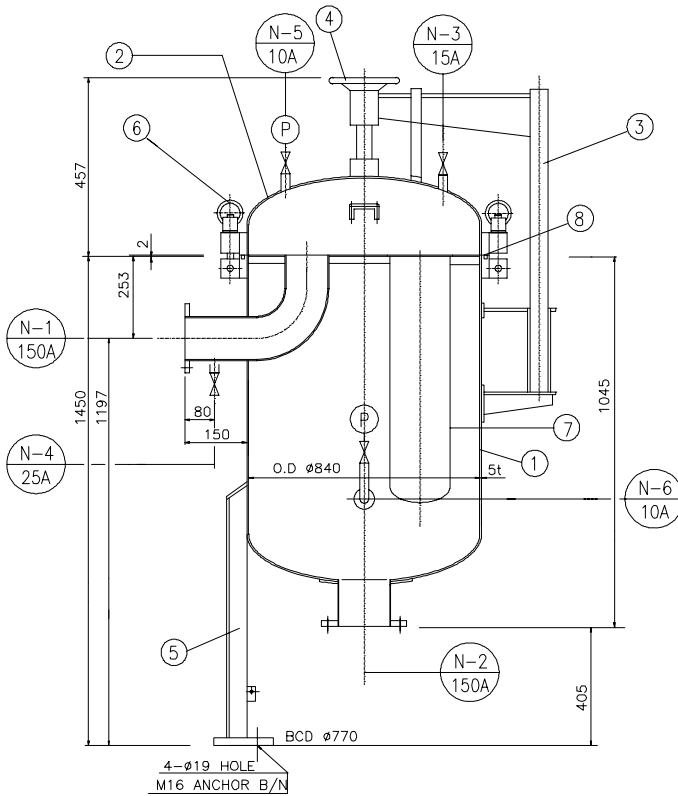 4
N-5
10A
N-3
15A
2
P
6
3
457
8
2
253
N-1
150A
1450
1197
1045
80
150
7
P
N-4
25A
O.D ø840
5t
1
N-6
10A
5
N-2
150A
405
BCD ø770
4-ø19 HOLE
M16 ANCHOR B/N